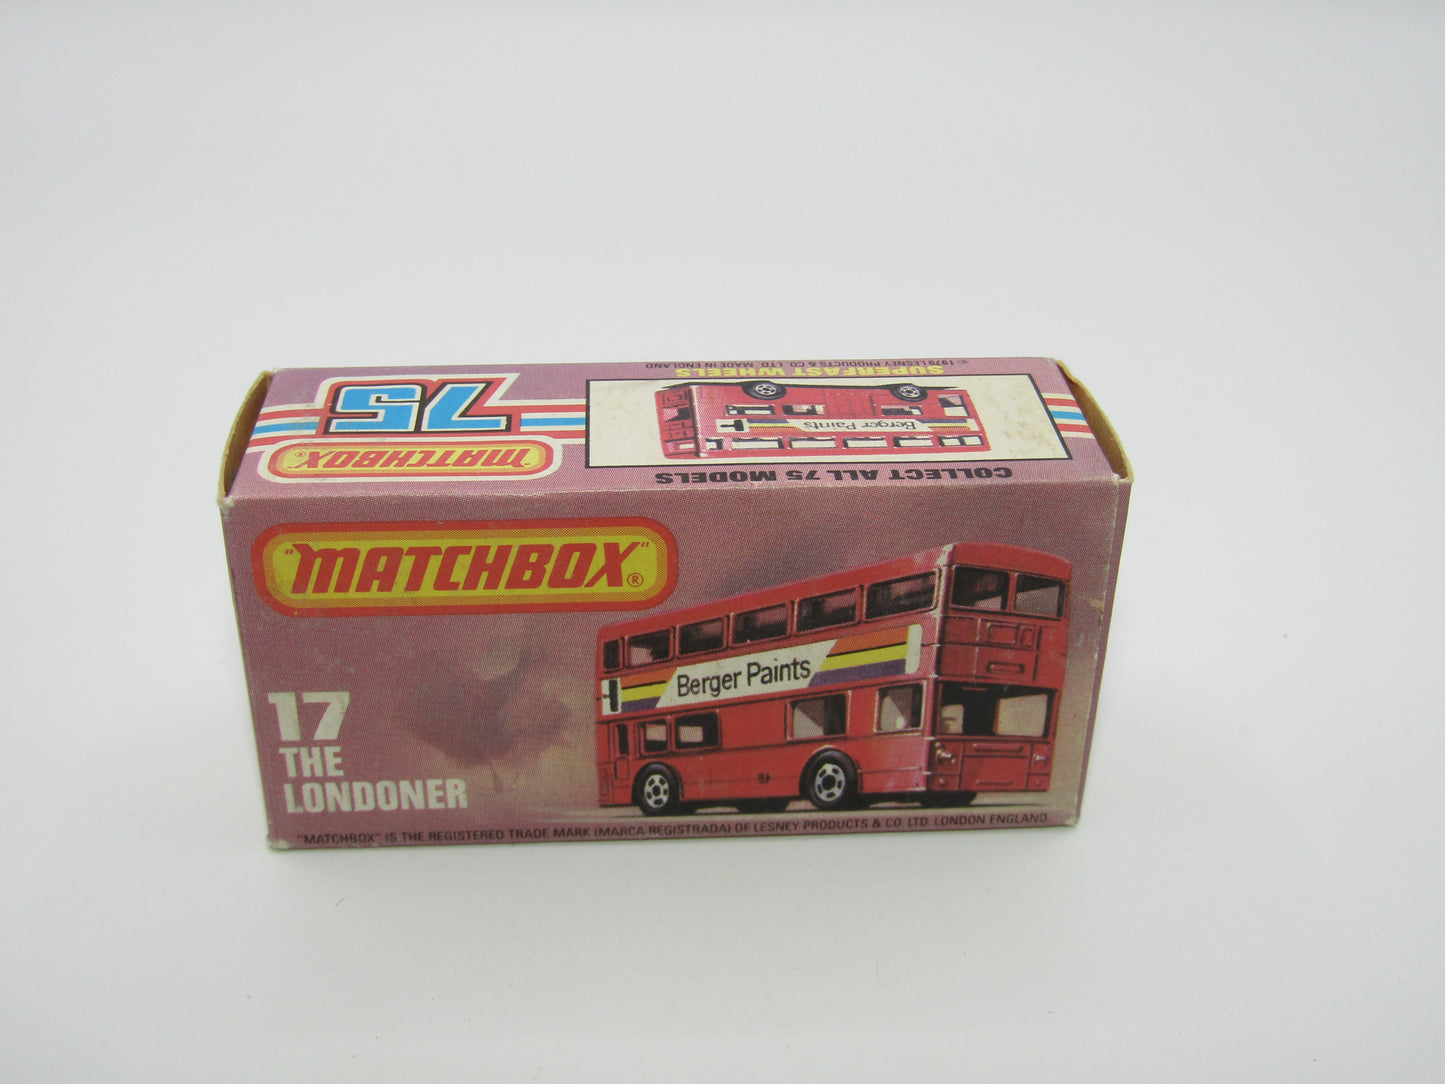 © 1979 LESNEY PRODUCTS & CO. LTD. MADE IN ENGLAND
SUPERFAST WHEELS
Berger Paints
COLLECT ALL 75 MODELS
75
"MATCHBOX"®
"MATCHBOX"®
Berger Paints
17
THE
LONDONER
"MATCHBOX" IS THE REGISTERED TRADE MARK (MARCA REGISTRADA) OF LESNEY PRODUCTS & CO. LTD LONDON ENGLAND